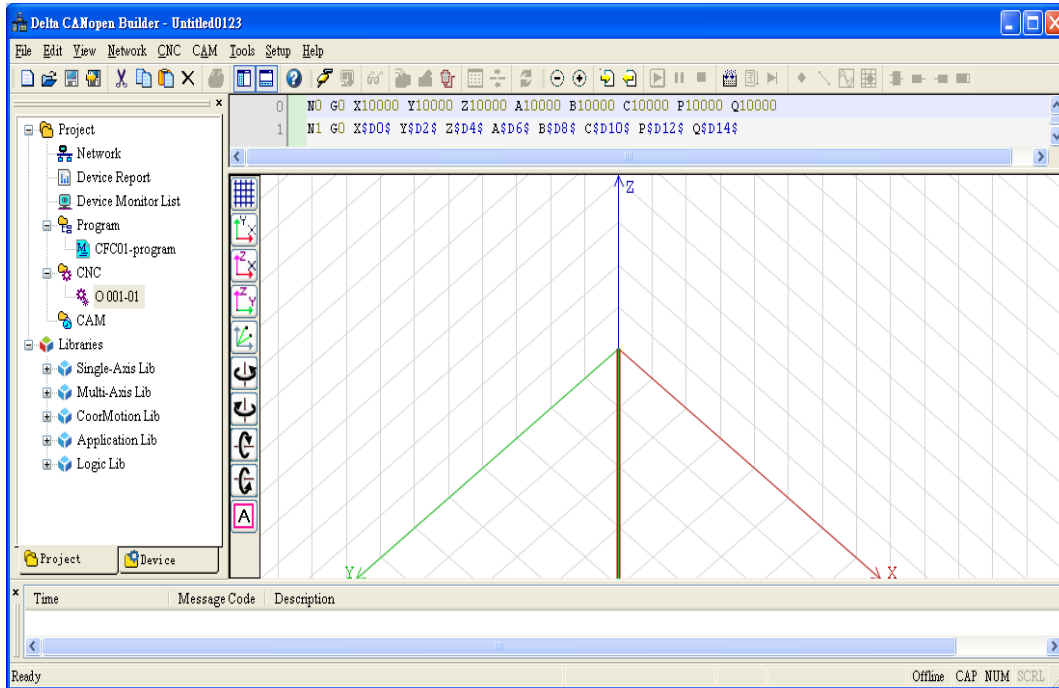 Delta CANopen Builder - Untitled0123
File Edit View Network CNC CAM Tools Setup Help
0 N0 G0 X10000 Y10000 Z10000 A10000 B10000 C10000 P10000 Q10000
1 N1 G0 X$D0$ Y$D2$ Z$D4$ A$D6$ B$D8$ C$D10$ P$D12$ Q$D14$
Project
Network
Device Report
Device Monitor List
Program
CFC01-program
CNC
O 001-01
CAM
Libraries
Single-Axis Lib
Multi-Axis Lib
CoorMotion Lib
Application Lib
Logic Lib
Project Device
Y X
Z X
Z Y
A
Z
Y
X
Time Message Code Description
Ready Offline CAP NUM SCRL